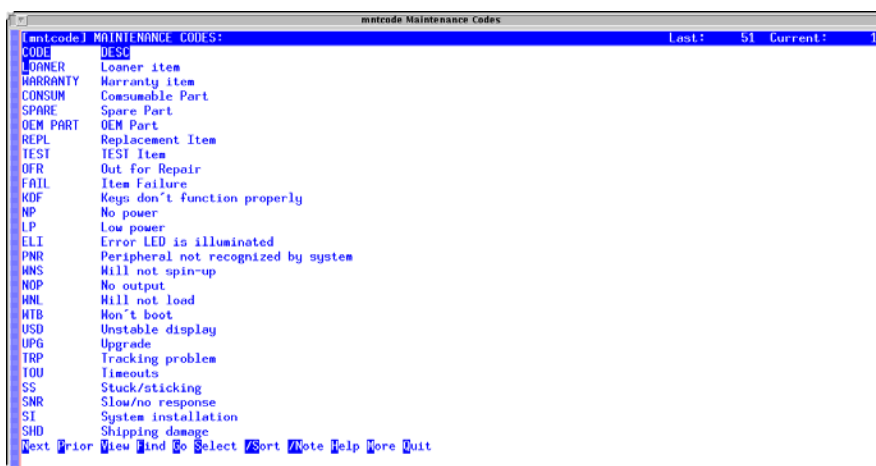 mntcode Maintenance Codes
[mntcode] MAINTENANCE CODES: Last: 51 Current: 1
CODE DESC
LOANER Loaner item
WARRANTY Warranty item
CONSUM Comsumable Part
SPARE Spare Part
OEM PART OEM Part
REPL Replacement Item
TEST TEST Item
OFR Out for Repair
FAIL Item Failure
KDF Keys don´t function properly
NP No power
LP Low power
ELI Error LED is illuminated
PNR Peripheral not recognized by system
WNS Will not spin-up
NOP No output
WNL Will not load
WTB Won´t boot
USD Unstable display
UPG Upgrade
TRP Tracking problem
TOU Timeouts
SS Stuck/sticking
SNR Slow/no response
SI System installation
SHD Shipping damage
Next Prior View Find Go Select /Sort /Note Help More Quit